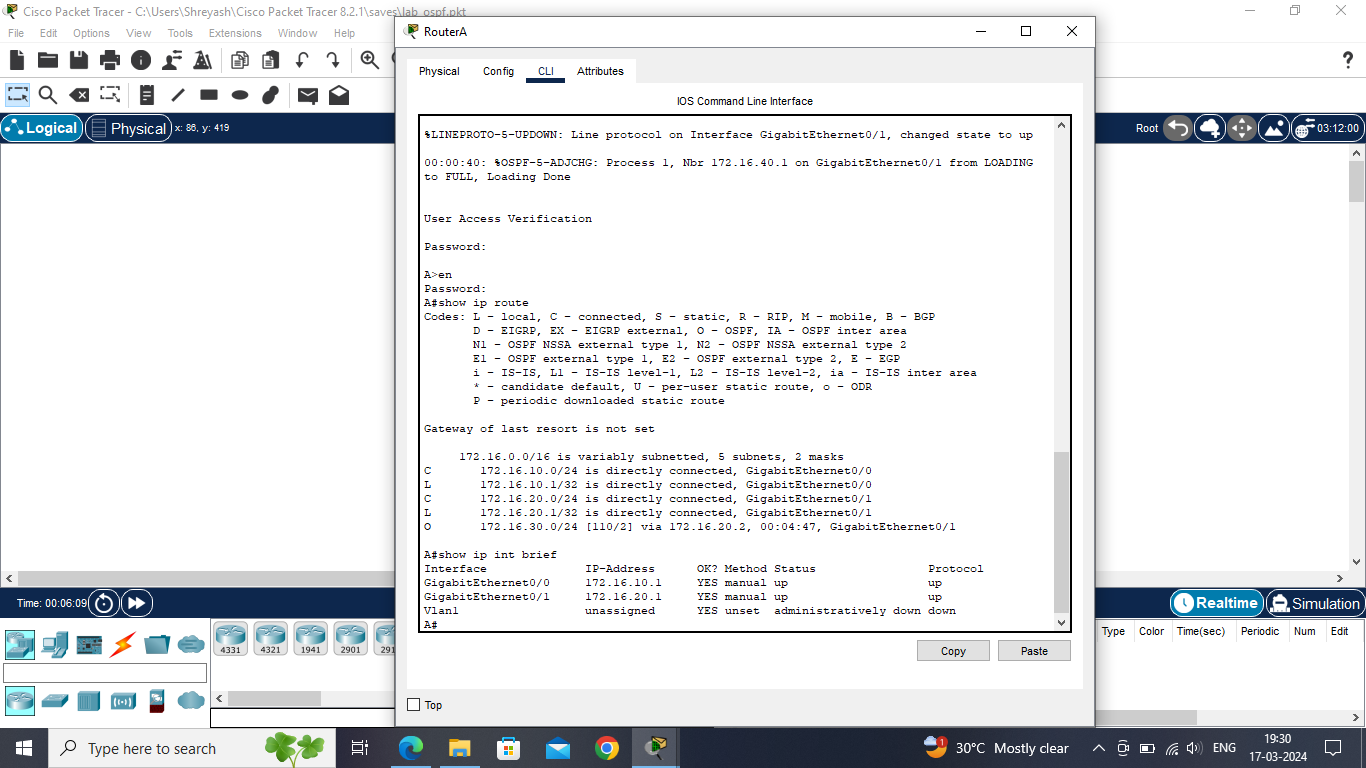 Cisco Packet Tracer - C:\Users\Shreyash\Cisco Packet Tracer 8.2.1\saves\lab_ospf.pkt
File Edit Options View Tools Extensions Window Help
Logical Physical x: 86, y: 419
Root 03:12:00
RouterA
Physical Config CLI Attributes
IOS Command Line Interface
%LINEPROTO-5-UPDOWN: Line protocol on Interface GigabitEthernet0/1, changed state to up
00:00:40: %OSPF-5-ADJCHG: Process 1, Nbr 172.16.40.1 on GigabitEthernet0/1 from LOADING
to FULL, Loading Done
User Access Verification
Password:
A>en
Password:
A#show ip route
Codes: L - local, C - connected, S - static, R - RIP, M - mobile, B - BGP
D - EIGRP, EX - EIGRP external, O - OSPF, IA - OSPF inter area
N1 - OSPF NSSA external type 1, N2 - OSPF NSSA external type 2
E1 - OSPF external type 1, E2 - OSPF external type 2, E - EGP
i - IS-IS, L1 - IS-IS level-1, L2 - IS-IS level-2, ia - IS-IS inter area
* - candidate default, U - per-user static route, o - ODR
P - periodic downloaded static route
Gateway of last resort is not set
172.16.0.0/16 is variably subnetted, 5 subnets, 2 masks
C 172.16.10.0/24 is directly connected, GigabitEthernet0/0
L 172.16.10.1/32 is directly connected, GigabitEthernet0/0
C 172.16.20.0/24 is directly connected, GigabitEthernet0/1
L 172.16.20.1/32 is directly connected, GigabitEthernet0/1
O 172.16.30.0/24 [110/2] via 172.16.20.2, 00:04:47, GigabitEthernet0/1
A#show ip int brief
Interface IP-Address OK? Method Status Protocol
GigabitEthernet0/0 172.16.10.1 YES manual up up
GigabitEthernet0/1 172.16.20.1 YES manual up up
Vlan1 unassigned YES unset administratively down down
A#
Copy Paste
Top
Time: 00:06:09
Realtime Simulation
4331 4321 1941 2901 291
Type Color Time(sec) Periodic Num Edit
Type here to search
1 30°C Mostly clear ENG
19:30
17-03-2024